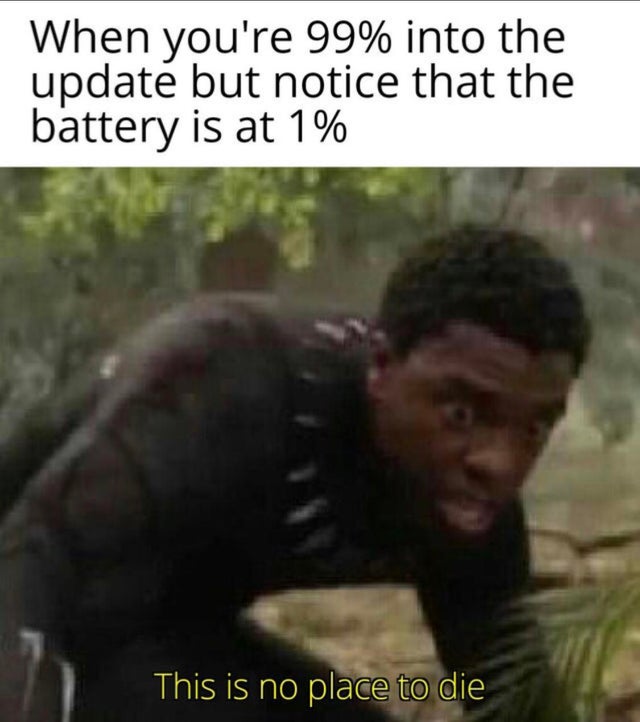 When you're 99% into the
update but notice that the
battery is at 1%
This is no place to die